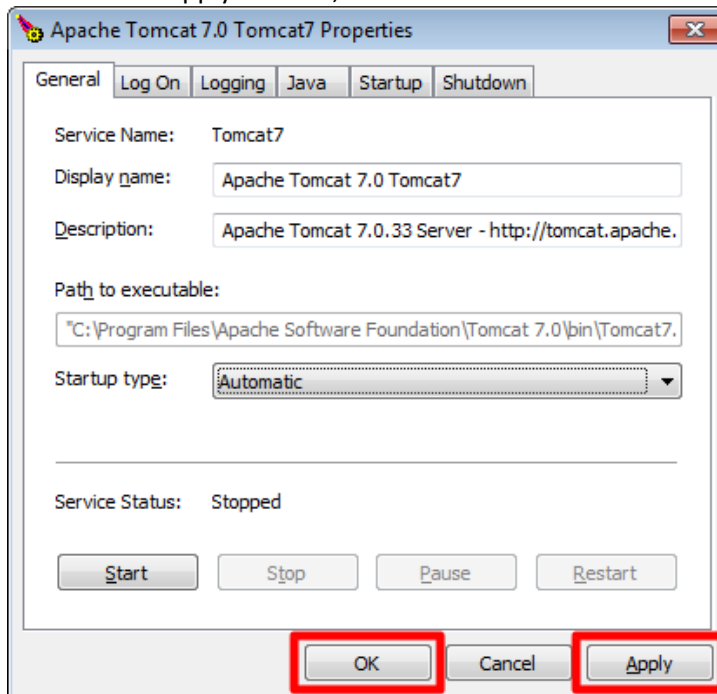 Apache Tomcat 7.0 Tomcat7 Properties
General Log On Logging Java Startup Shutdown
Service Name: Tomcat7
Display name: Apache Tomcat 7.0 Tomcat7
Description: Apache Tomcat 7.0.33 Server - http://tomcat.apache.
Path to executable:
"C:\Program Files\Apache Software Foundation\Tomcat 7.0\bin\Tomcat7.
Startup type: Automatic
Service Status: Stopped
Start Stop Pause Restart
OK Cancel Apply